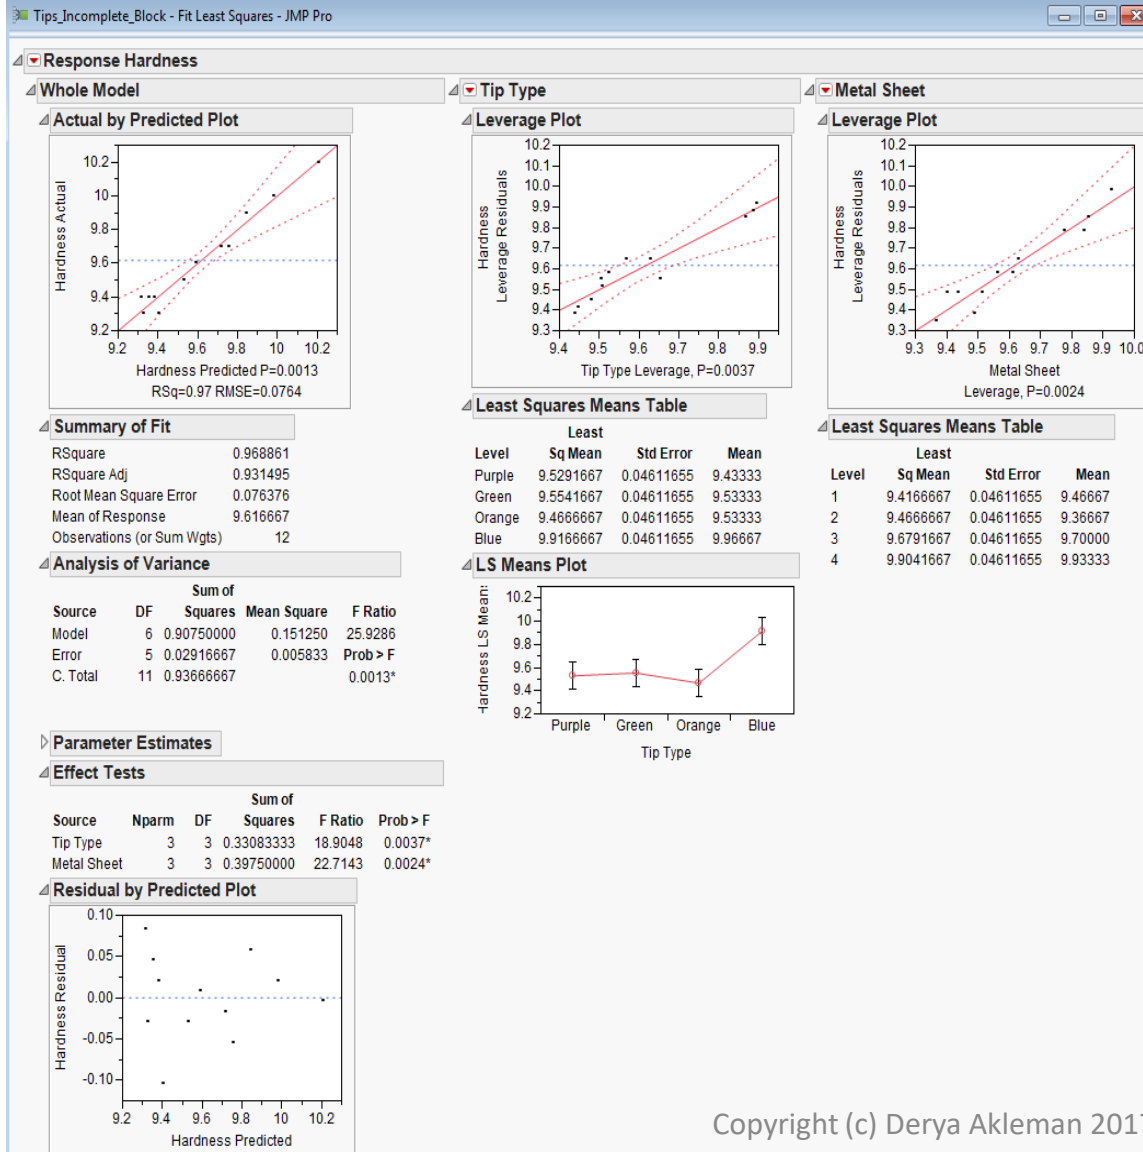 Tips_Incomplete_Block - Fit Least Squares - JMP Pro
Response Hardness
Whole Model
Actual by Predicted Plot
Hardness Actual
10.2
10
9.8
9.6
9.4
9.2
9.2 9.4 9.6 9.8 10 10.2
Hardness Predicted P=0.0013
RSq=0.97 RMSE=0.0764
Summary of Fit
RSquare 0.968861
RSquare Adj 0.931495
Root Mean Square Error 0.076376
Mean of Response 9.616667
Observations (or Sum Wgts) 12
Analysis of Variance
Sum of
Source DF Squares Mean Square F Ratio
Model 6 0.90750000 0.151250 25.9286
Error 5 0.02916667 0.005833 Prob > F
C. Total 11 0.93666667 0.0013*
Parameter Estimates
Effect Tests
Sum of
Source Nparm DF Squares F Ratio Prob > F
Tip Type 3 3 0.33083333 18.9048 0.0037*
Metal Sheet 3 3 0.39750000 22.7143 0.0024*
Residual by Predicted Plot
Hardness Residual
0.10
0.05
0.00
-0.05
-0.10
9.2 9.4 9.6 9.8 10 10.2
Hardness Predicted
Tip Type
Leverage Plot
Hardness
Leverage Residuals
10.2
10.1
10.0
9.9
9.8
9.7
9.6
9.5
9.4
9.3
9.4 9.5 9.6 9.7 9.8 9.9
Tip Type Leverage, P=0.0037
Least Squares Means Table
Least
Level Sq Mean Std Error Mean
Purple 9.5291667 0.04611655 9.43333
Green 9.5541667 0.04611655 9.53333
Orange 9.4666667 0.04611655 9.53333
Blue 9.9166667 0.04611655 9.96667
LS Means Plot
Hardness LS Means
10.2
10
9.8
9.6
9.4
9.2
Purple Green Orange Blue
Tip Type
Metal Sheet
Leverage Plot
Hardness
Leverage Residuals
10.2
10.1
10.0
9.9
9.8
9.7
9.6
9.5
9.4
9.3
9.3 9.4 9.5 9.6 9.7 9.8 9.9 10.0
Metal Sheet
Leverage, P=0.0024
Least Squares Means Table
Least
Level Sq Mean Std Error Mean
1 9.4166667 0.04611655 9.46667
2 9.4666667 0.04611655 9.36667
3 9.6791667 0.04611655 9.70000
4 9.9041667 0.04611655 9.93333
Copyright (c) Derya Akleman 2017